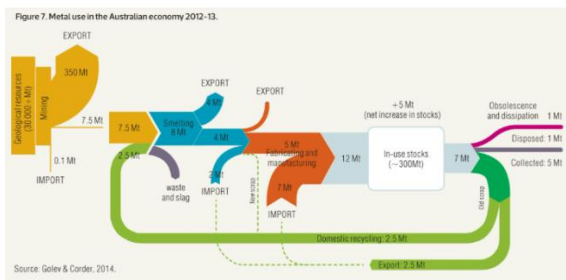 Figure 7. Metal use in the Australian economy 2012-13.
EXPORT
350 Mt
Geological resources
(30 000 + Mt)
Mining
7.5 Mt
0.1 Mt
IMPORT
7.5 Mt
2.5 Mt
Smelting
8 Mt
EXPORT
4 Mt
4 Mt
2 Mt
IMPORT
waste
and slag
New scrap
EXPORT
5 Mt
Fabricating and
manufacturing
7 Mt
IMPORT
12 Mt
+5 Mt
(net increase in stocks)
In-use stocks
(~300Mt)
7 Mt
Obsolescence
and dissipation 1 Mt
Disposed: 1 Mt
Collected: 5 Mt
Old scrap
Domestic recycling: 2.5 Mt
Export: 2.5 Mt
Source: Golev & Corder, 2014.